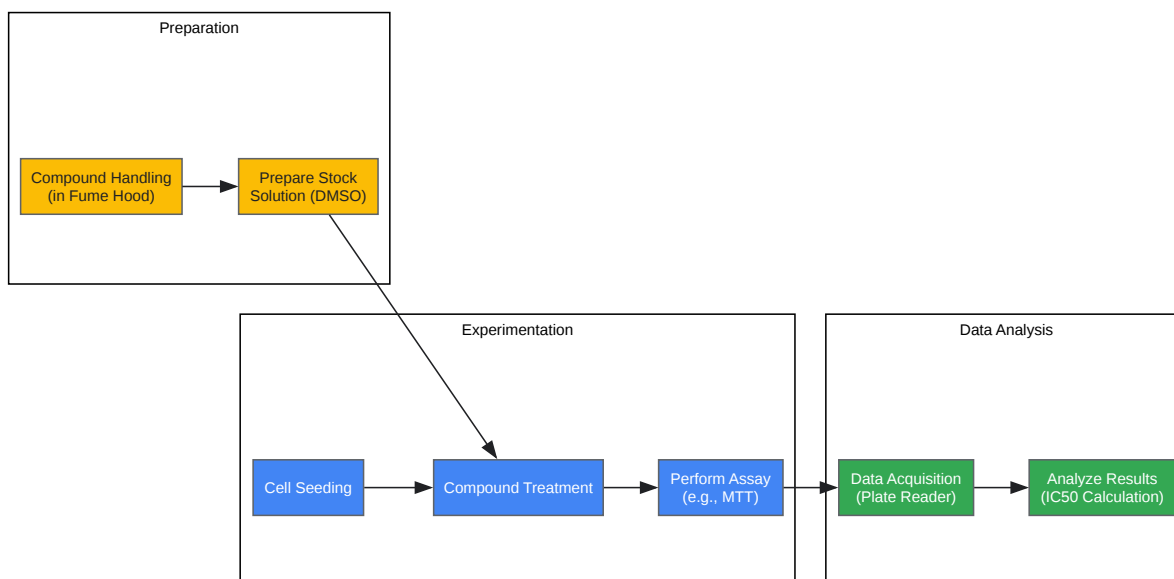 Preparation
Compound Handling
(in Fume Hood)
Prepare Stock
Solution (DMSO)
Experimentation
Cell Seeding
Compound Treatment
Perform Assay
(e.g., MTT)
Data Analysis
Data Acquisition
(Plate Reader)
Analyze Results
(IC50 Calculation)